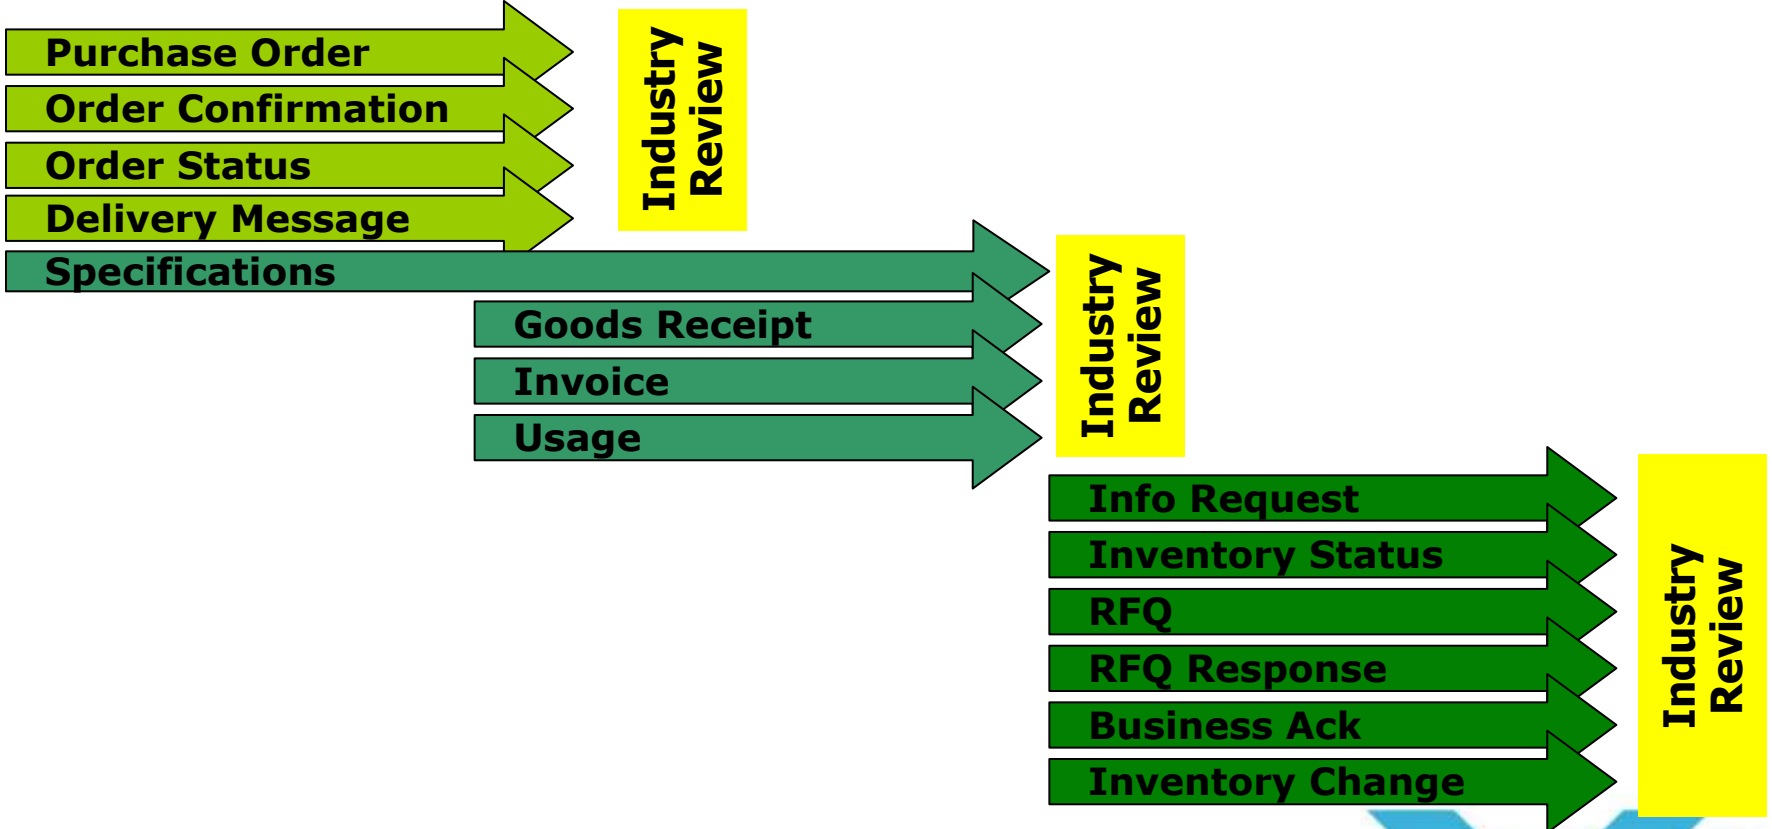 Purchase Order
Order Confirmation
Order Status
Delivery Message
Industry
Review
Specifications
Goods Receipt
Invoice
Usage
Industry
Review
Info Request
Inventory Status
RFQ
RFQ Response
Business Ack
Inventory Change
Industry
Review